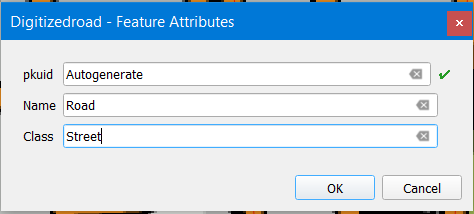 Digitizedroad - Feature Attributes
pkuid Autogenerate
Name Road
Class Street
OK Cancel